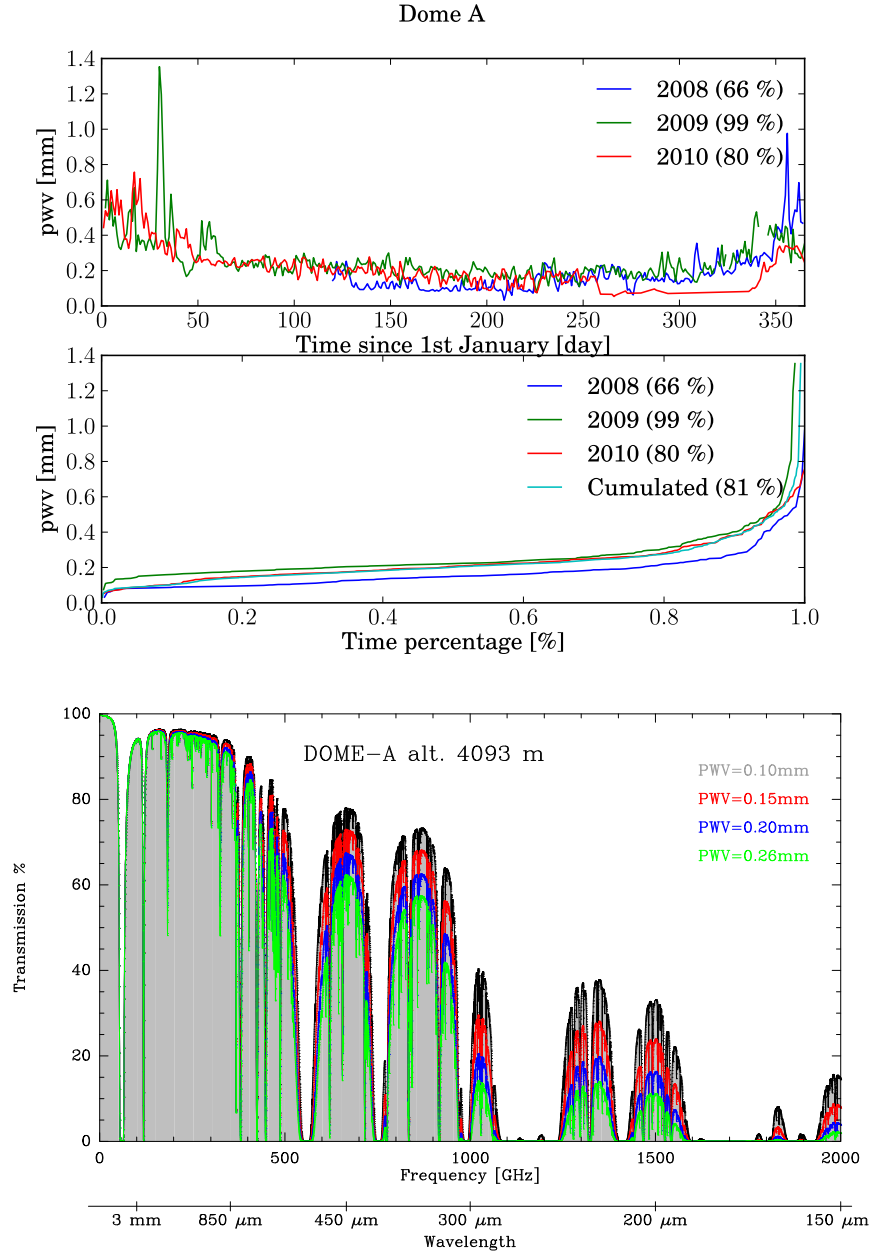 Dome A
1.4
1.2
1.0
0.8
0.6
0.4
0.2
0.0
pwv [mm]
2008 (66 %)
2009 (99 %)
2010 (80 %)
0 50 100 150 200 250 300 350
Time since 1st January [day]
1.4
1.2
1.0
0.8
0.6
0.4
0.2
0.0
pwv [mm]
2008 (66 %)
2009 (99 %)
2010 (80 %)
Cumulated (81 %)
0.0 0.2 0.4 0.6 0.8 1.0
Time percentage [%]
100
80
60
40
20
0
Transmission %
DOME-A alt. 4093 m
PWV=0.10mm
PWV=0.15mm
PWV=0.20mm
PWV=0.26mm
0 500 1000 1500 2000
Frequency [GHz]
3 mm 850 μm 450 μm 300 μm 200 μm 150 μm
Wavelength